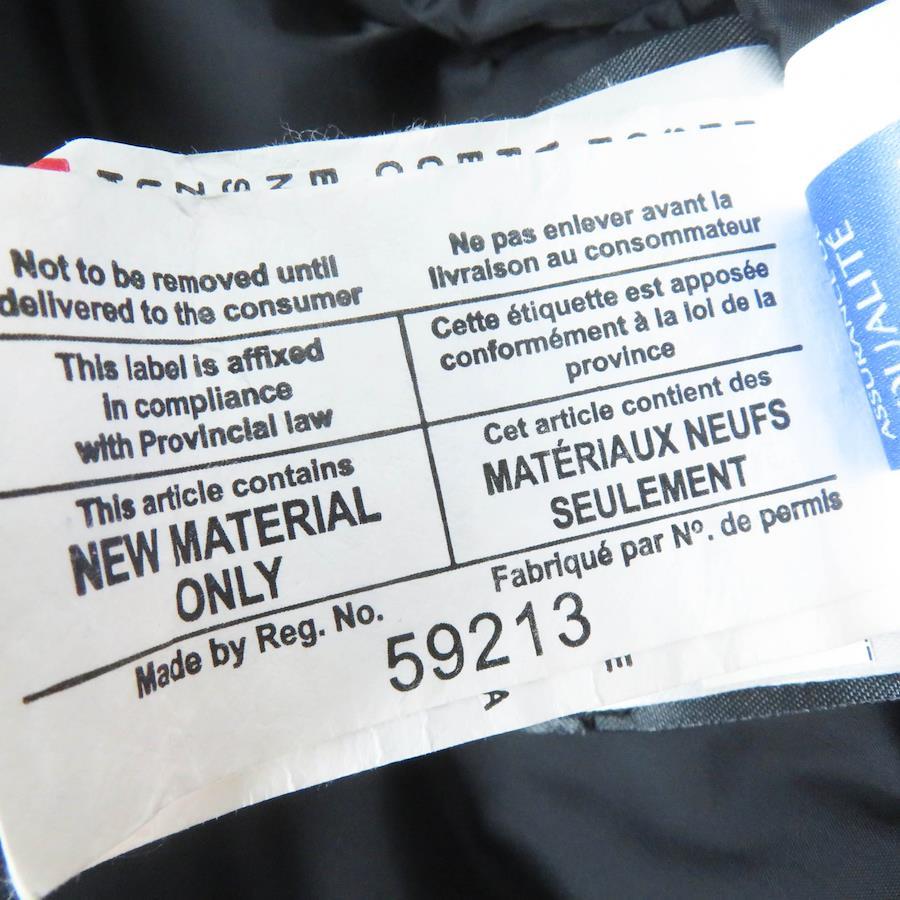 Not to be removed until
delivered to the consumer
Ne pas enlever avant la
livraison au consommateur
This label is affixed
in compliance
with Provincial law
Cette étiquette est apposée
conformément à la loi de la
province
This article contains
NEW MATERIAL
ONLY
Cet article contient des
MATÉRIAUX NEUFS
SEULEMENT
Made by Reg. No.
Fabriqué par Nº. de permis
59213
QUALITÉ